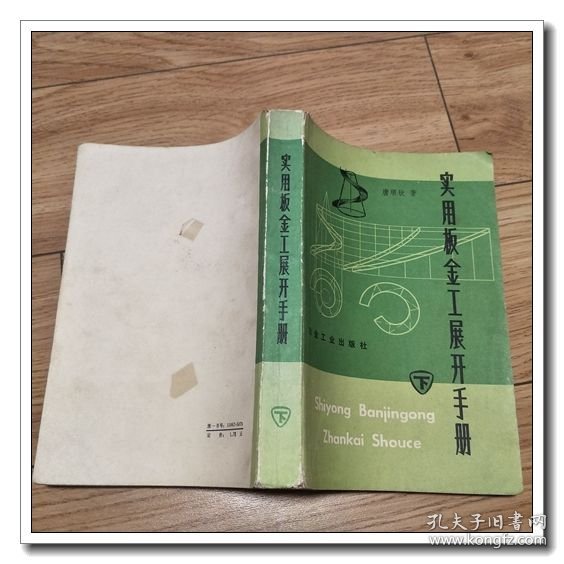 实用板金工展开手册
下
唐顺钦 著
实用板金工展开手册
金工业出版社
下
Shiyong Banjingong
Zhankai Shouce
孔夫子旧書网
www.kongfz.com